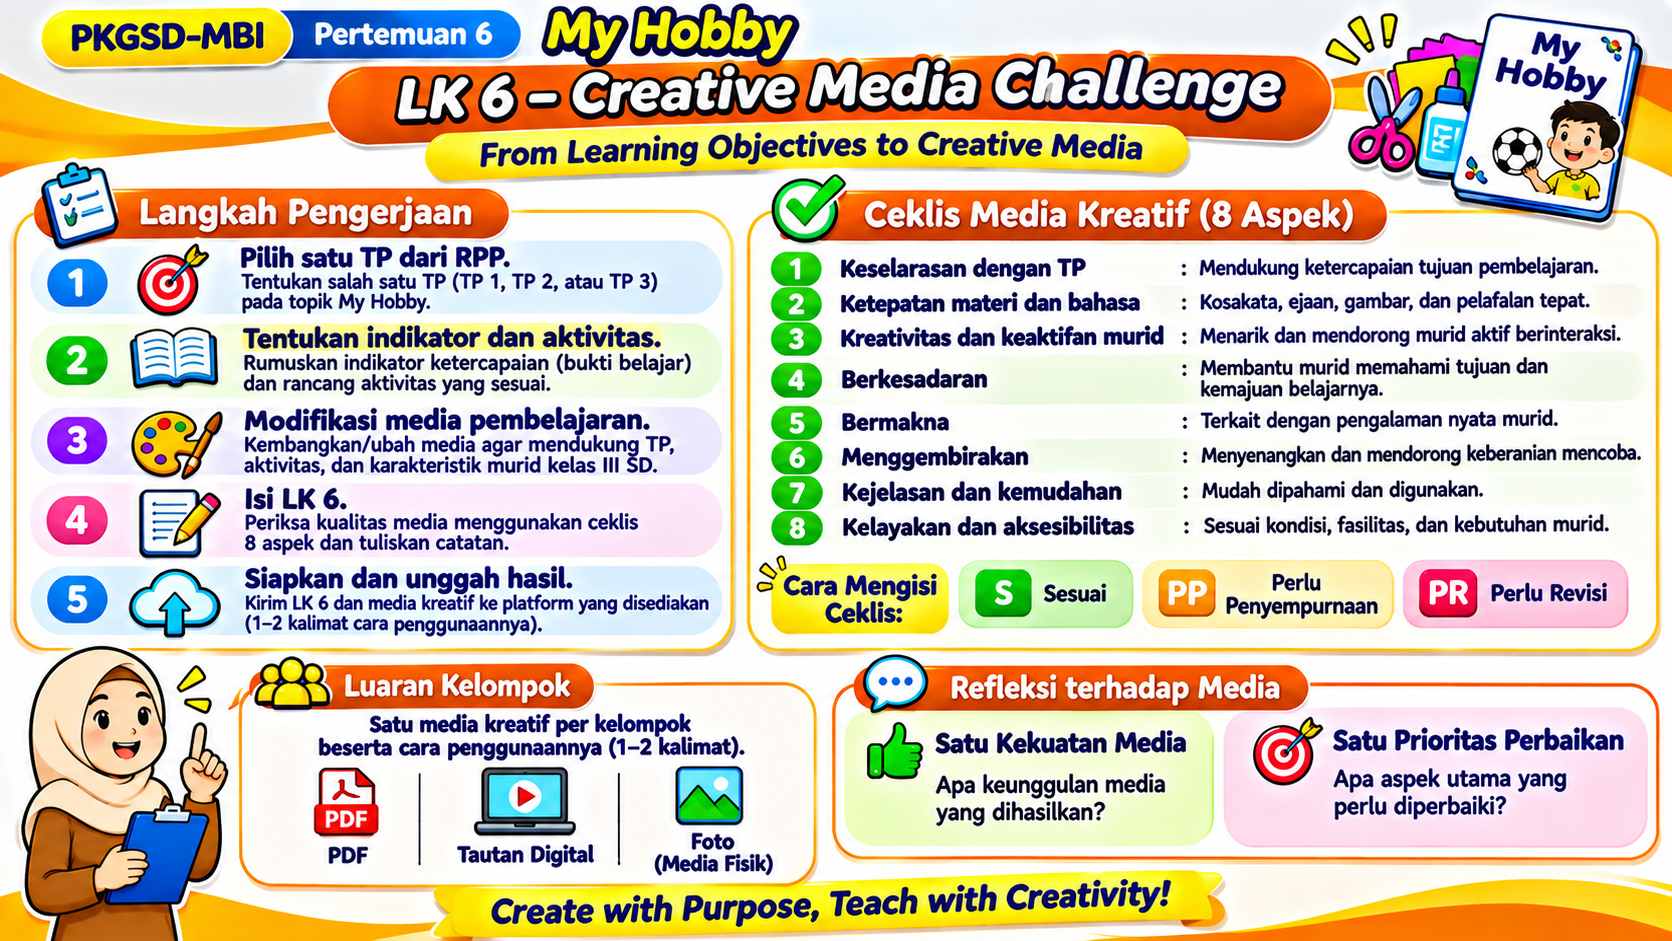 PKGSD-MBI
Pertemuan 6
My Hobby
LK 6 – Creative Media Challenge
From Learning Objectives to Creative Media
My
Hobby
Langkah Pengerjaan
1
Pilih satu TP dari RPP.
Tentukan salah satu TP (TP 1, TP 2, atau TP 3)
pada topik My Hobby.
2
Tentukan indikator dan aktivitas.
Rumuskan indikator ketercapaian (bukti belajar)
dan rancang aktivitas yang sesuai.
3
Modifikasi media pembelajaran.
Kembangkan/ubah media agar mendukung TP,
aktivitas, dan karakteristik murid kelas III SD.
4
Isi LK 6.
Periksa kualitas media menggunakan ceklis
8 aspek dan tuliskan catatan.
5
Siapkan dan unggah hasil.
Kirim LK 6 dan media kreatif ke platform yang disediakan
(1–2 kalimat cara penggunaannya).
Ceklis Media Kreatif (8 Aspek)
1 Keselarasan dengan TP : Mendukung ketercapaian tujuan pembelajaran.
2 Ketepatan materi dan bahasa : Kosakata, ejaan, gambar, dan pelafalan tepat.
3 Kreativitas dan keaktifan murid : Menarik dan mendorong murid aktif berinteraksi.
4 Berkesadaran : Membantu murid memahami tujuan dan
kemajuan belajarnya.
5 Bermakna : Terkait dengan pengalaman nyata murid.
6 Menggembirakan : Menyenangkan dan mendorong keberanian mencoba.
7 Kejelasan dan kemudahan : Mudah dipahami dan digunakan.
8 Kelayakan dan aksesibilitas : Sesuai kondisi, fasilitas, dan kebutuhan murid.
Cara Mengisi
Ceklis:
S Sesuai
PP Perlu
Penyempurnaan
PR Perlu Revisi
Luaran Kelompok
Satu media kreatif per kelompok
beserta cara penggunaannya (1–2 kalimat).
PDF
PDF
Tautan Digital
Foto
(Media Fisik)
Refleksi terhadap Media
Satu Kekuatan Media
Apa keunggulan media
yang dihasilkan?
Satu Prioritas Perbaikan
Apa aspek utama yang
perlu diperbaiki?
Create with Purpose, Teach with Creativity!